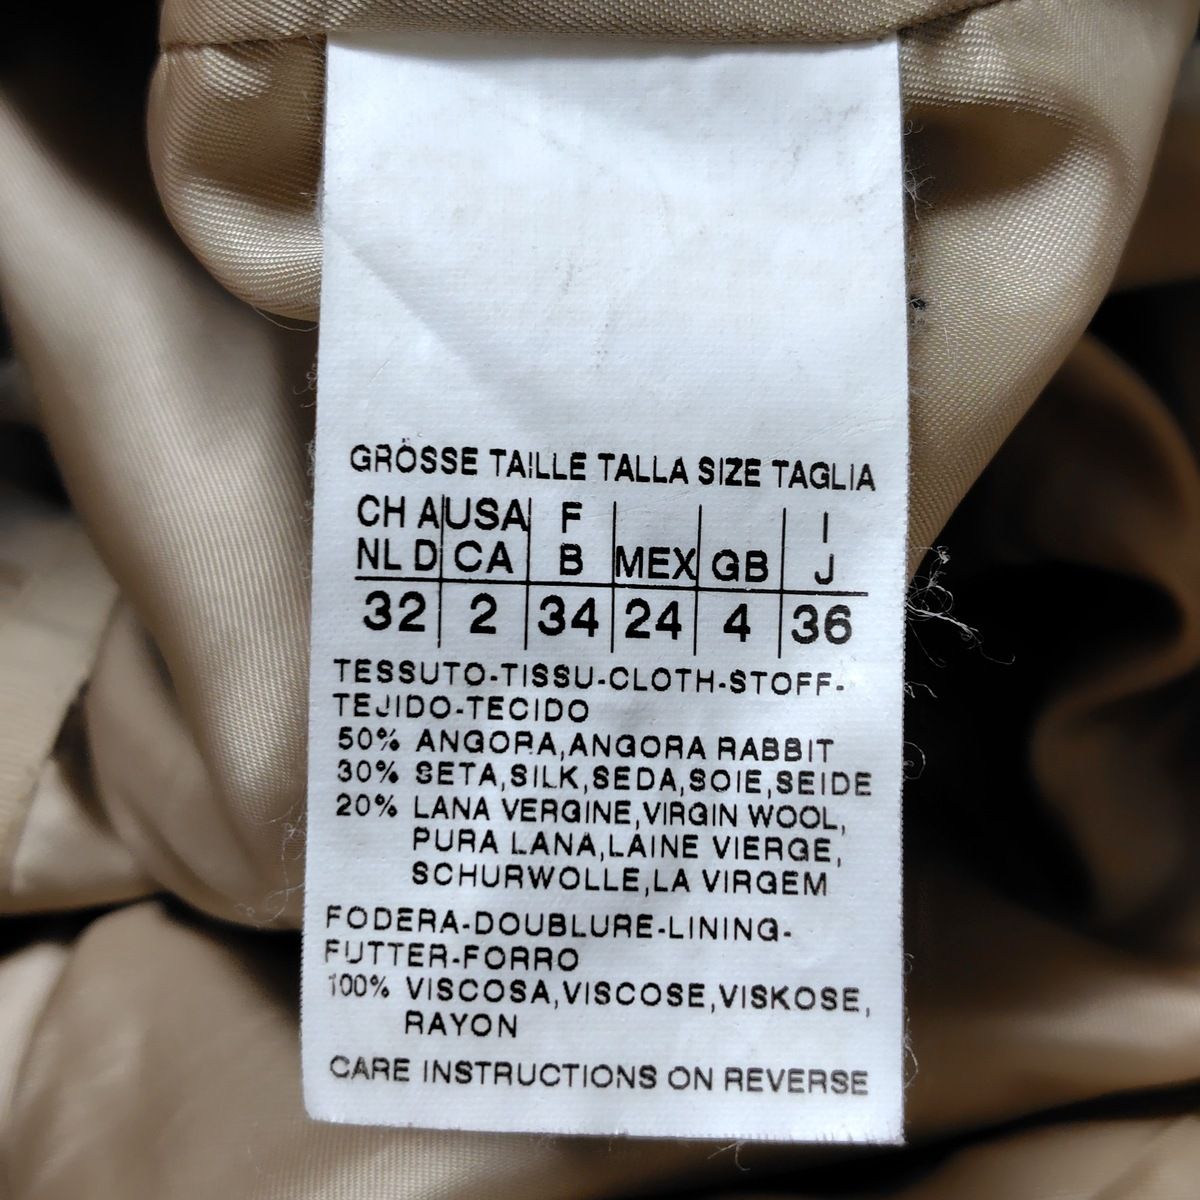 GRÖSSE TAILLE TALLA SIZE TAGLIA
CH A USA F I
NL D CA B MEX GB J
32 2 34 24 4 36
TESSUTO-TISSU-CLOTH-STOFF-
TEJIDO-TECIDO
50% ANGORA,ANGORA RABBIT
30% SETA,SILK,SEDA,SOIE,SEIDE
20% LANA VERGINE,VIRGIN WOOL,
PURA LANA,LAINE VIERGE,
SCHURWOLLE,LA VIRGEM
FODERA-DOUBLURE-LINING-
FUTTER-FORRO
100% VISCOSA,VISCOSE,VISKOSE,
RAYON
CARE INSTRUCTIONS ON REVERSE